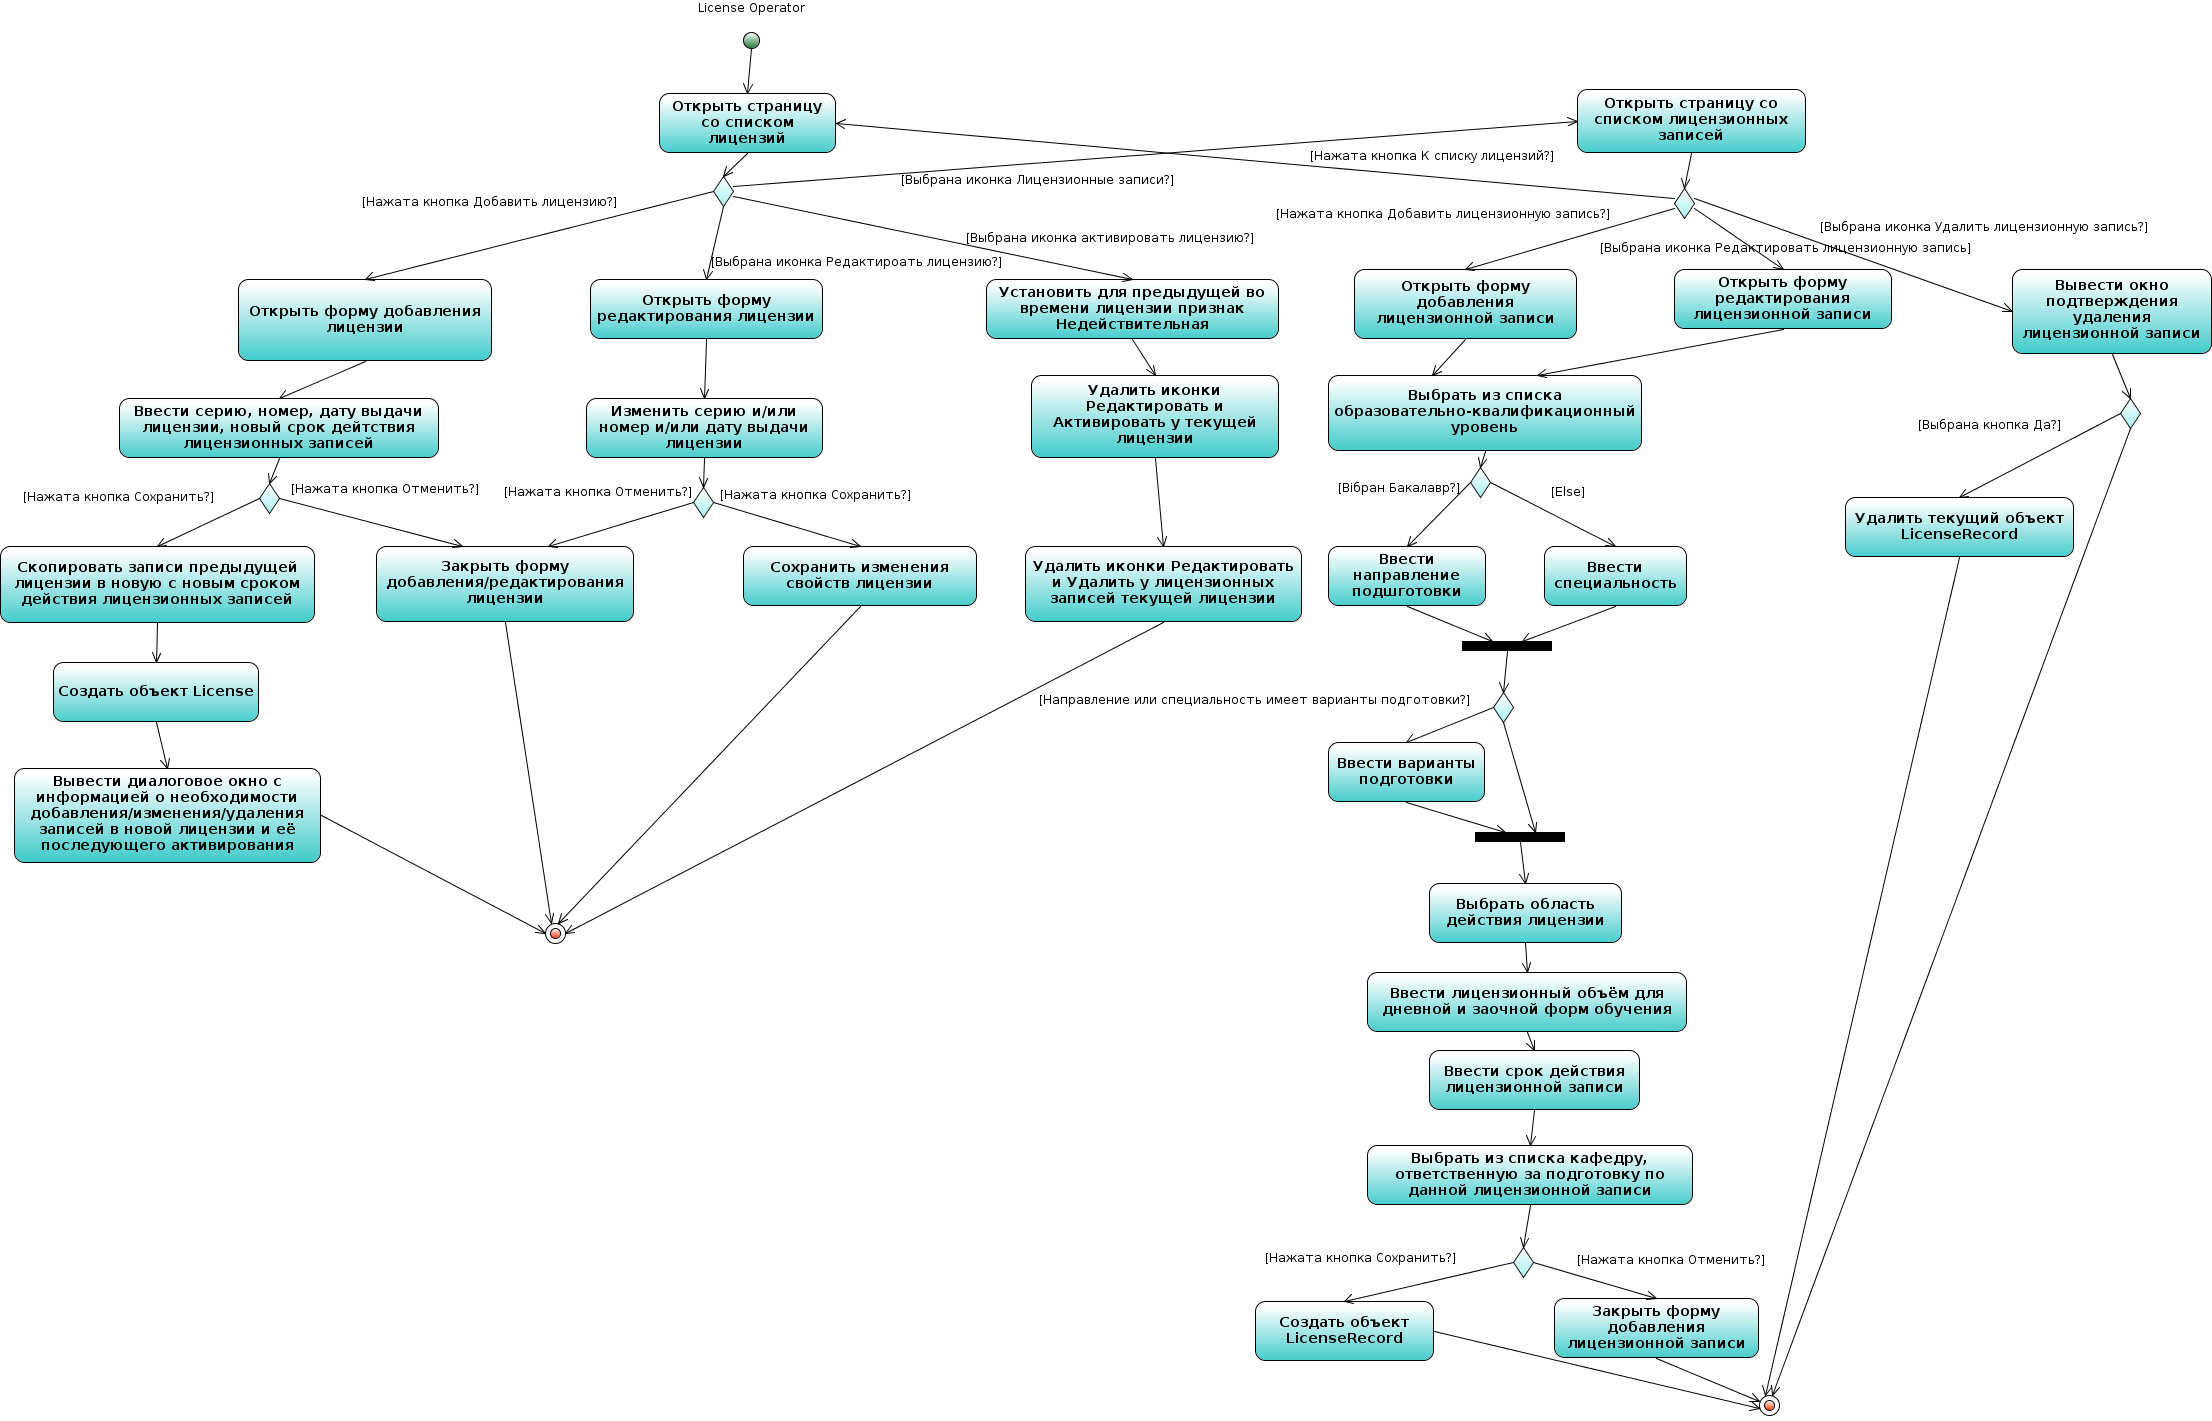 License Operator
Открыть страницу
со списком
лицензий
Открыть страницу со
списком лицензионных
записей
[Нажата кнопка К списку лицензий?]
[Выбрана иконка Лицензионные записи?]
[Нажата кнопка Добавить лицензию?]
[Нажата кнопка Добавить лицензионную запись?]
[Выбрана иконка Удалить лицензионную запись?]
[Выбрана иконка активировать лицензию?]
[Выбрана иконка Редактировать лицензионную запись]
[Выбрана иконка Редактироать лицензию?]
Открыть форму добавления
лицензии
Открыть форму
редактирования лицензии
Установить для предыдущей во
времени лицензии признак
Недействительная
Открыть форму
добавления
лицензионной записи
Открыть форму
редактирования
лицензионной записи
Вывести окно
подтверждения
удаления
лицензионной записи
Ввести серию, номер, дату выдачи
лицензии, новый срок дейтствия
лицензионных записей
Изменить серию и/или
номер и/или дату выдачи
лицензии
Удалить иконки
Редактировать и
Активировать у текущей
лицензии
Выбрать из списка
образовательно-квалификационный
уровень
[Выбрана кнопка Да?]
[Нажата кнопка Сохранить?]
[Нажата кнопка Отменить?]
[Нажата кнопка Отменить?]
[Нажата кнопка Сохранить?]
[Вібран Бакалавр?]
[Else]
Удалить текущий объект
LicenseRecord
Скопировать записи предыдущей
лицензии в новую с новым сроком
действия лицензионных записей
Закрыть форму
добавления/редактирования
лицензии
Сохранить изменения
свойств лицензии
Удалить иконки Редактировать
и Удалить у лицензионных
записей текущей лицензии
Ввести
направление
подшготовки
Ввести
специальность
Создать объект License
[Направление или специальность имеет варианты подготовки?]
Ввести варианты
подготовки
Вывести диалоговое окно с
информацией о необходимости
добавления/изменения/удаления
записей в новой лицензии и её
последующего активирования
Выбрать область
действия лицензии
Ввести лицензионный объём для
дневной и заочной форм обучения
Ввести срок действия
лицензионной записи
Выбрать из списка кафедру,
ответственную за подготовку по
данной лицензионной записи
[Нажата кнопка Сохранить?]
[Нажата кнопка Отменить?]
Создать объект
LicenseRecord
Закрыть форму
добавления
лицензионной записи